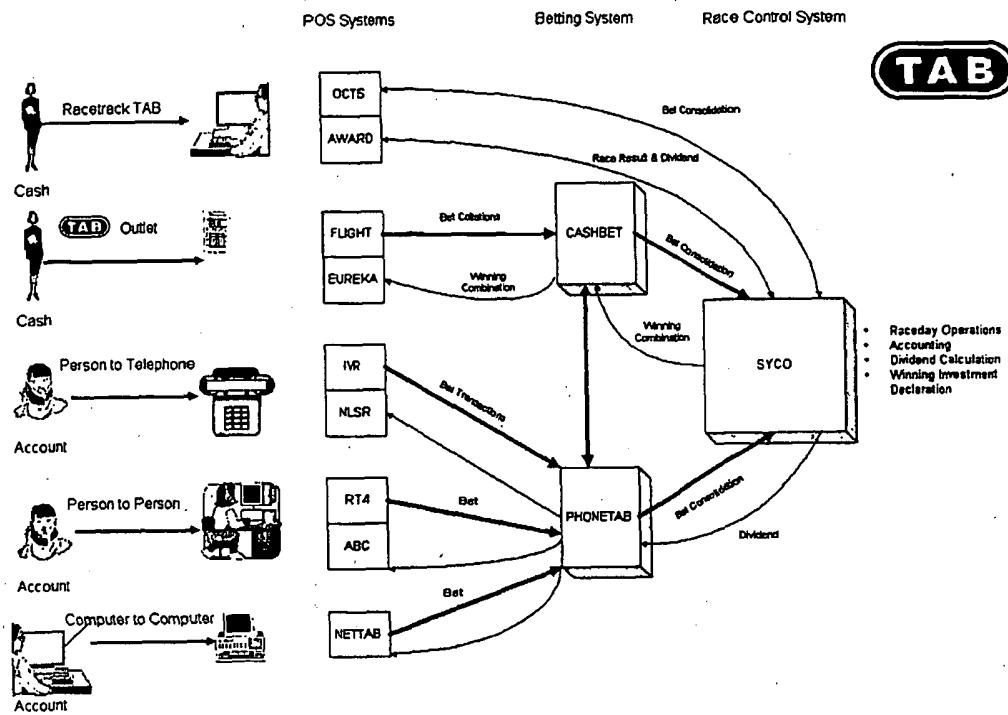 POS Systems
Betting System
Race Control System
TAB
Racetrack TAB
Cash
OCTS
AWARD
Bet Consolidation
Race Result & Dividend
TAB Outlet
Cash
FLIGHT
EUREKA
Bet Collations
Winning
Combination
CASHBET
Bet Consolidation
Winning
Combination
SYCO
• Raceday Operations
• Accounting
• Dividend Calculation
• Winning Investment
Declaration
Person to Telephone
Account
IVR
NLSR
Bet Transactions
Person to Person
Account
RT4
ABC
Bet
PHONETAB
Bet Consolidation
Dividend
Computer to Computer
Account
NETTAB
Bet